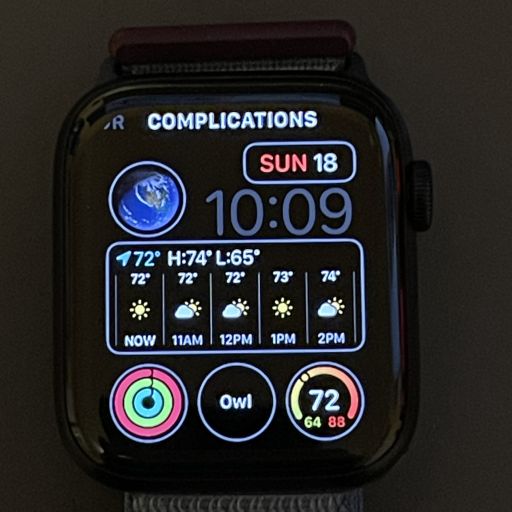 OR COMPLICATIONS
SUN 18
10:09
72° H:74° L:65°
72° 72° 72° 73° 74°
NOW 11AM 12PM 1PM 2PM
Owl
72
64 88